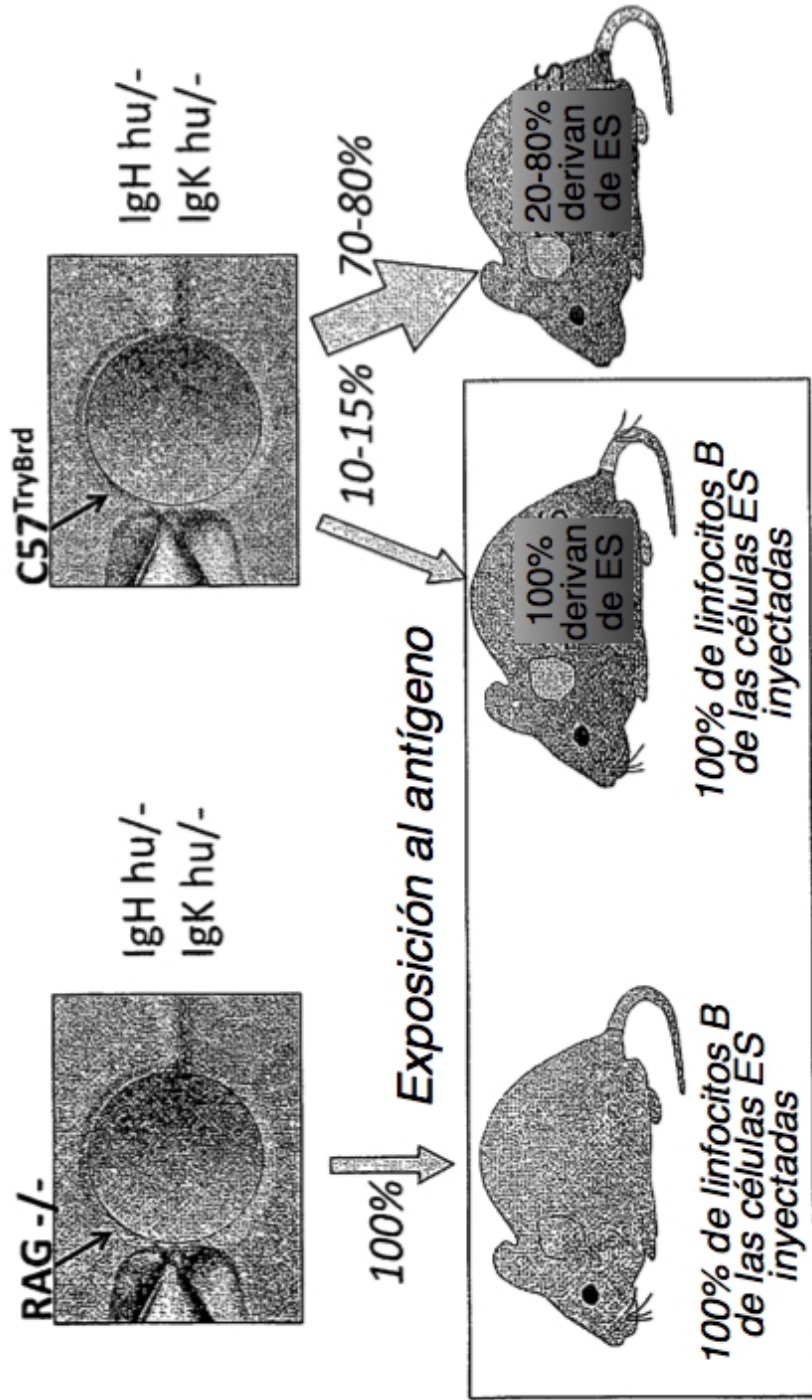 RAG -/-
IgH hu/-
IgK hu/-
100%
C57TryBrd
IgH hu/-
IgK hu/-
10-15%
70-80%
Exposición al antígeno
100% de linfocitos B
de las células ES
inyectadas
100%
derivan
de ES
100% de linfocitos B
de las células ES
inyectadas
20-80%
derivan
de ES